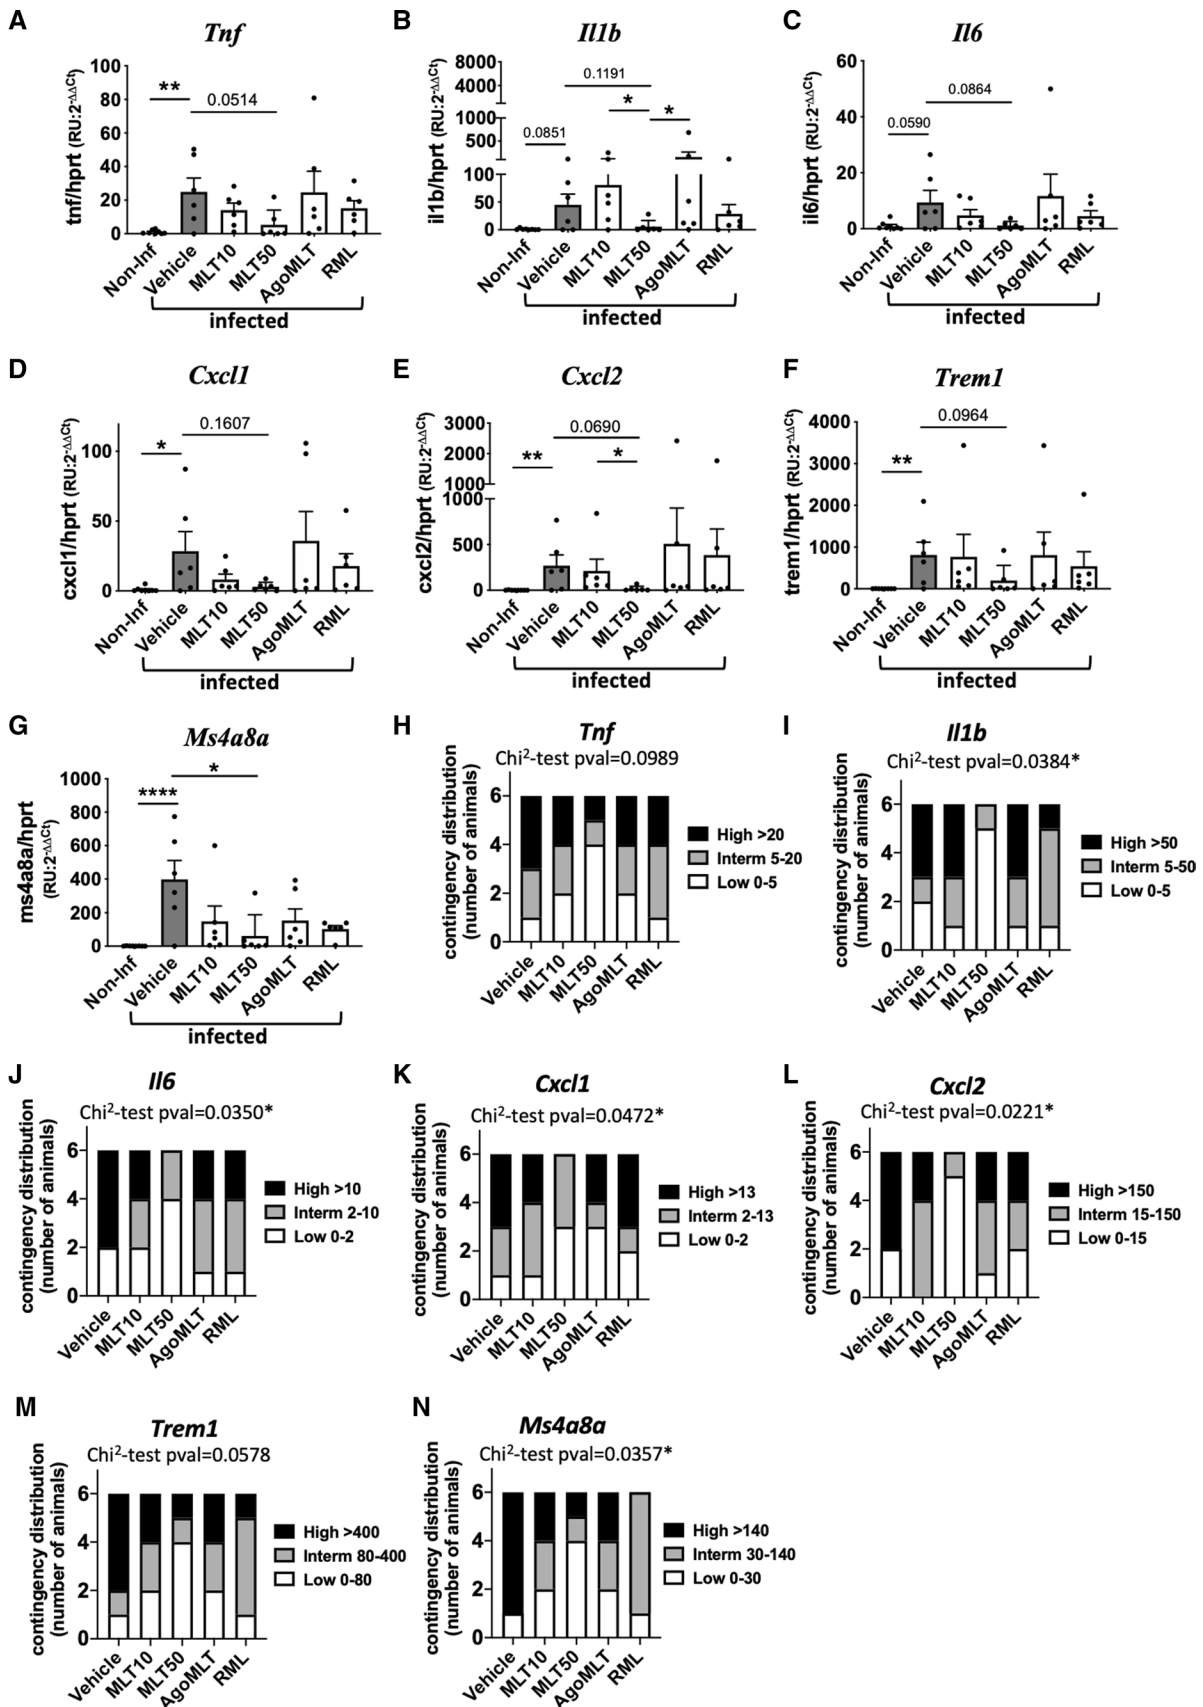 A
Tnf
tnf/hprt (RU:2-ΔΔCt)
100
80
60
40
20
0
**
0.0514
Non-Inf
Vehicle
MLT10
MLT50
AgoMLT
RML
infected
B
Il1b
il1b/hprt (RU:2-ΔΔCt)
8000
4000
1000
500
100
50
0
0.1191
*
*
0.0851
Non-Inf
Vehicle
MLT10
MLT50
AgoMLT
RML
infected
C
Il6
il6/hprt (RU:2-ΔΔCt)
60
40
20
0
0.0864
0.0590
Non-Inf
Vehicle
MLT10
MLT50
AgoMLT
RML
infected
D
Cxcl1
cxcl1/hprt (RU:2-ΔΔCt)
100
50
0
0.1607
*
Non-Inf
Vehicle
MLT10
MLT50
AgoMLT
RML
infected
E
Cxcl2
cxcl2/hprt (RU:2-ΔΔCt)
3000
2000
1000
1000
500
0
0.0690
**
*
Non-Inf
Vehicle
MLT10
MLT50
AgoMLT
RML
infected
F
Trem1
trem1/hprt (RU:2-ΔΔCt)
4000
3000
2000
1000
0
0.0964
**
Non-Inf
Vehicle
MLT10
MLT50
AgoMLT
RML
infected
G
Ms4a8a
ms4a8a/hprt
(RU:2-ΔΔCt)
1000
800
600
400
200
0
*
****
Non-Inf
Vehicle
MLT10
MLT50
AgoMLT
RML
infected
H
Tnf
Chi2-test pval=0.0989
contingency distribution
(number of animals)
6
4
2
0
High >20
Interm 5-20
Low 0-5
Vehicle
MLT10
MLT50
AgoMLT
RML
I
Il1b
Chi2-test pval=0.0384*
contingency distribution
(number of animals)
6
4
2
0
High >50
Interm 5-50
Low 0-5
Vehicle
MLT10
MLT50
AgoMLT
RML
J
Il6
Chi2-test pval=0.0350*
contingency distribution
(number of animals)
6
4
2
0
High >10
Interm 2-10
Low 0-2
Vehicle
MLT10
MLT50
AgoMLT
RML
K
Cxcl1
Chi2-test pval=0.0472*
contingency distribution
(number of animals)
6
4
2
0
High >13
Interm 2-13
Low 0-2
Vehicle
MLT10
MLT50
AgoMLT
RML
L
Cxcl2
Chi2-test pval=0.0221*
contingency distribution
(number of animals)
6
4
2
0
High >150
Interm 15-150
Low 0-15
Vehicle
MLT10
MLT50
AgoMLT
RML
M
Trem1
Chi2-test pval=0.0578
contingency distribution
(number of animals)
6
4
2
0
High >400
Interm 80-400
Low 0-80
Vehicle
MLT10
MLT50
AgoMLT
RML
N
Ms4a8a
Chi2-test pval=0.0357*
contingency distribution
(number of animals)
6
4
2
0
High >140
Interm 30-140
Low 0-30
Vehicle
MLT10
MLT50
AgoMLT
RML